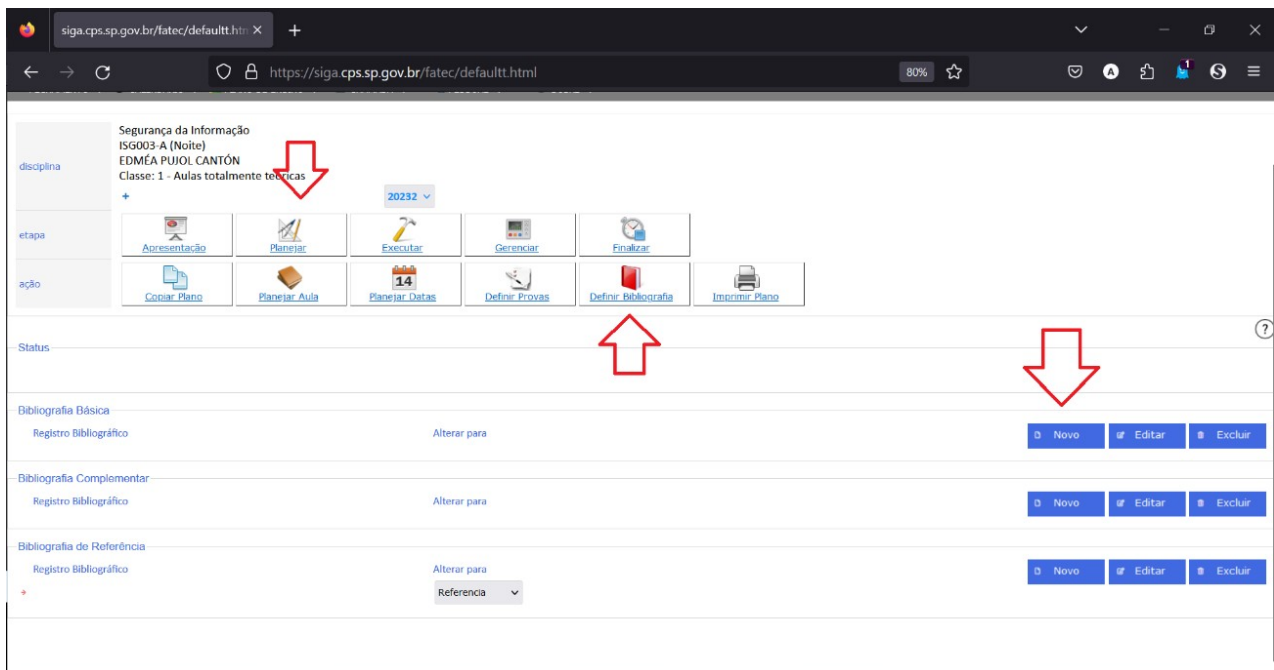 siga.cps.sp.gov.br/fatec/defaultt.htm
https://siga.cps.sp.gov.br/fatec/defaultt.html
80%
A
1
disciplina
Segurança da Informação
ISG003-A (Noite)
EDMÉA PUJOL CANTÓN
Classe: 1 - Aulas totalmente teóricas
+
20232
etapa
Apresentação
Planejar
Executar
Gerenciar
Finalizar
ação
14
Copiar Plano
Planejar Aula
Planejar Datas
Definir Provas
Definir Bibliografia
Imprimir Plano
?
Status
Bibliografia Básica
Registro Bibliográfico
Alterar para
Novo
Editar
Excluir
Bibliografia Complementar
Registro Bibliográfico
Alterar para
Novo
Editar
Excluir
Bibliografia de Referência
Registro Bibliográfico
Alterar para
Novo
Editar
Excluir
Referencia